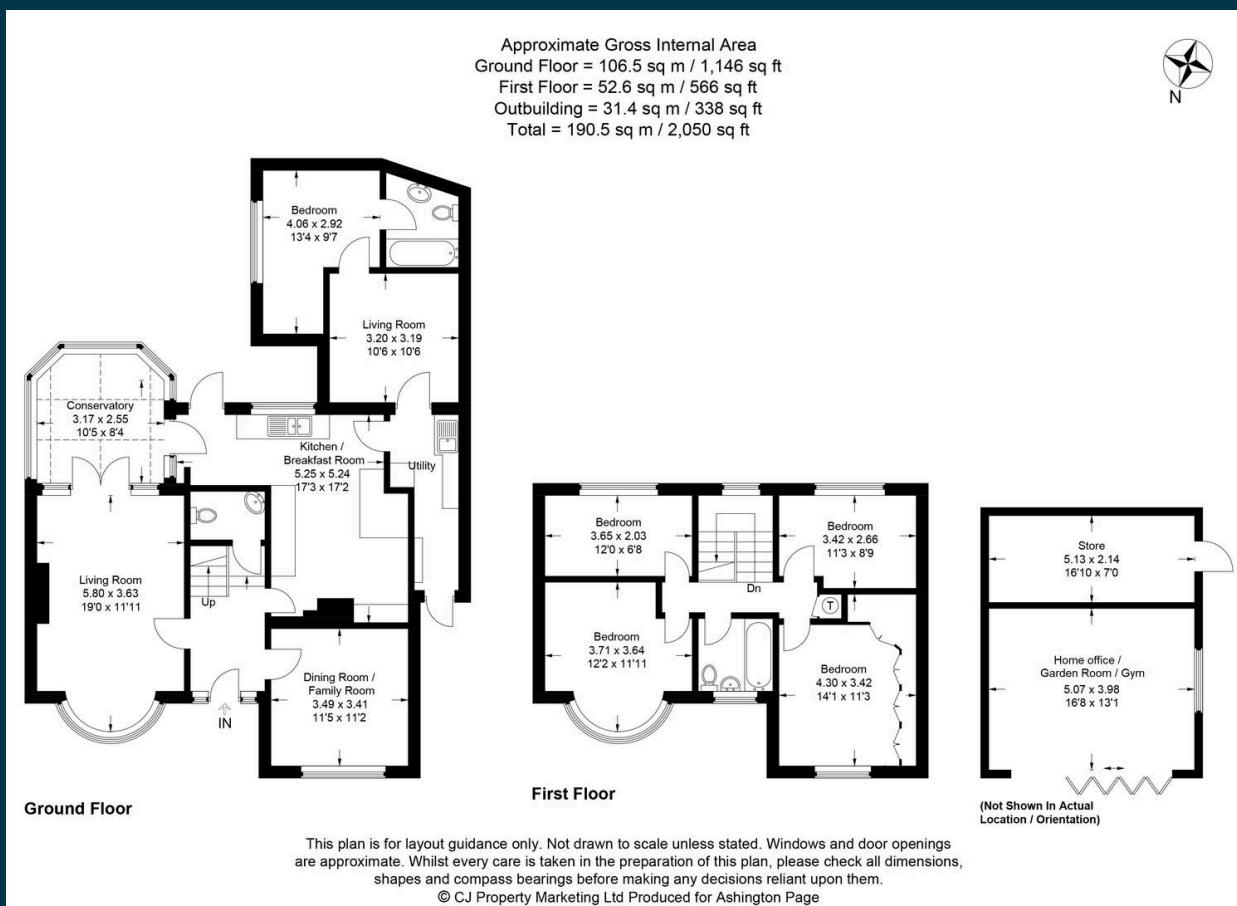 Approximate Gross Internal Area
Ground Floor = 106.5 sq m / 1,146 sq ft
First Floor = 52.6 sq m / 566 sq ft
Outbuilding = 31.4 sq m / 338 sq ft
Total = 190.5 sq m / 2,050 sq ft
N
Bedroom
4.06 x 2.92
13'4 x 9'7
Living Room
3.20 x 3.19
10'6 x 10'6
Conservatory
3.17 x 2.55
10'5 x 8'4
Kitchen /
Breakfast Room
5.25 x 5.24
17'3 x 17'2
Utility
Living Room
5.80 x 3.63
19'0 x 11'11
Up
Dining Room /
Family Room
3.49 x 3.41
11'5 x 11'2
IN
Ground Floor
Bedroom
3.65 x 2.03
12'0 x 6'8
Bedroom
3.42 x 2.66
11'3 x 8'9
Dn
T
Bedroom
3.71 x 3.64
12'2 x 11'11
Bedroom
4.30 x 3.42
14'1 x 11'3
First Floor
Store
5.13 x 2.14
16'10 x 7'0
Home office /
Garden Room / Gym
5.07 x 3.98
16'8 x 13'1
(Not Shown In Actual
Location / Orientation)
This plan is for layout guidance only. Not drawn to scale unless stated. Windows and door openings
are approximate. Whilst every care is taken in the preparation of this plan, please check all dimensions,
shapes and compass bearings before making any decisions reliant upon them.
© CJ Property Marketing Ltd Produced for Ashington Page